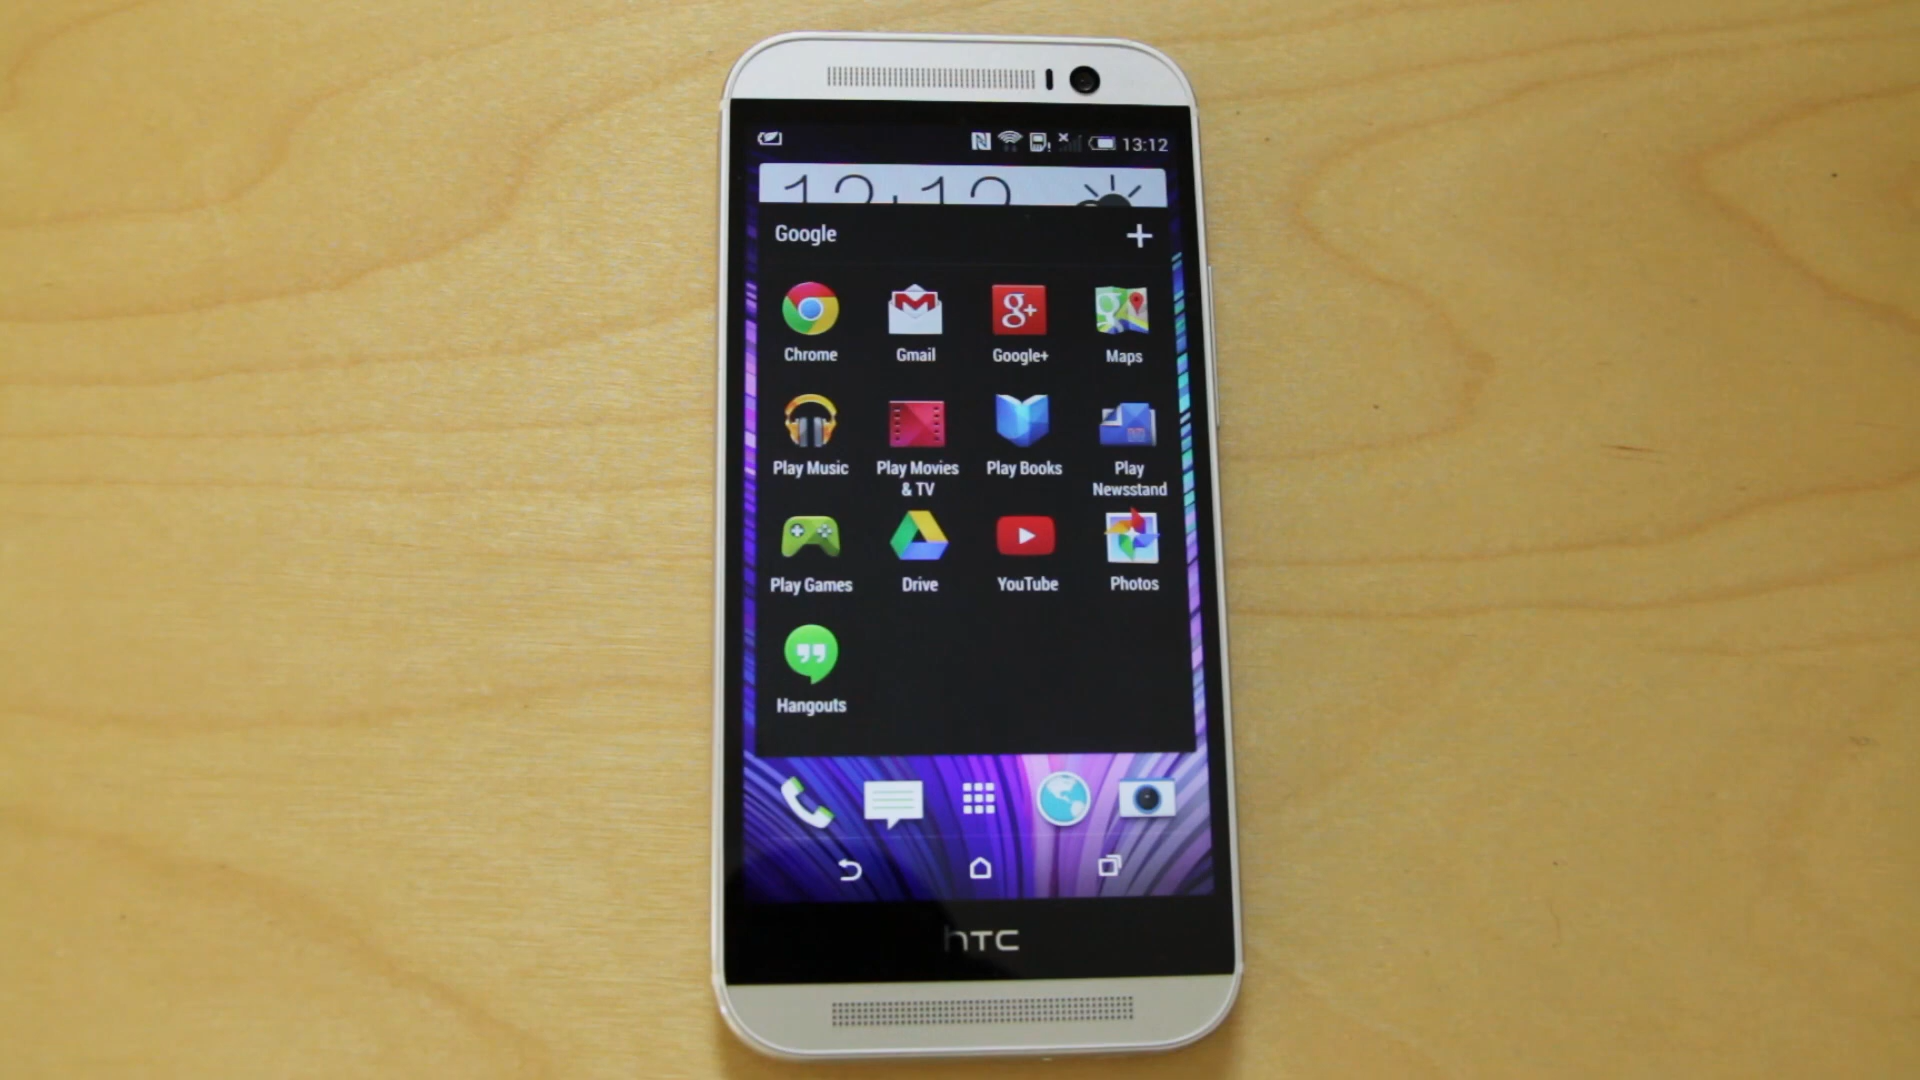 13:12
Google +
Chrome Gmail Google+ Maps
Play Music Play Movies Play Books Play
& TV Newsstand
Play Games Drive YouTube Photos
Hangouts
hTC